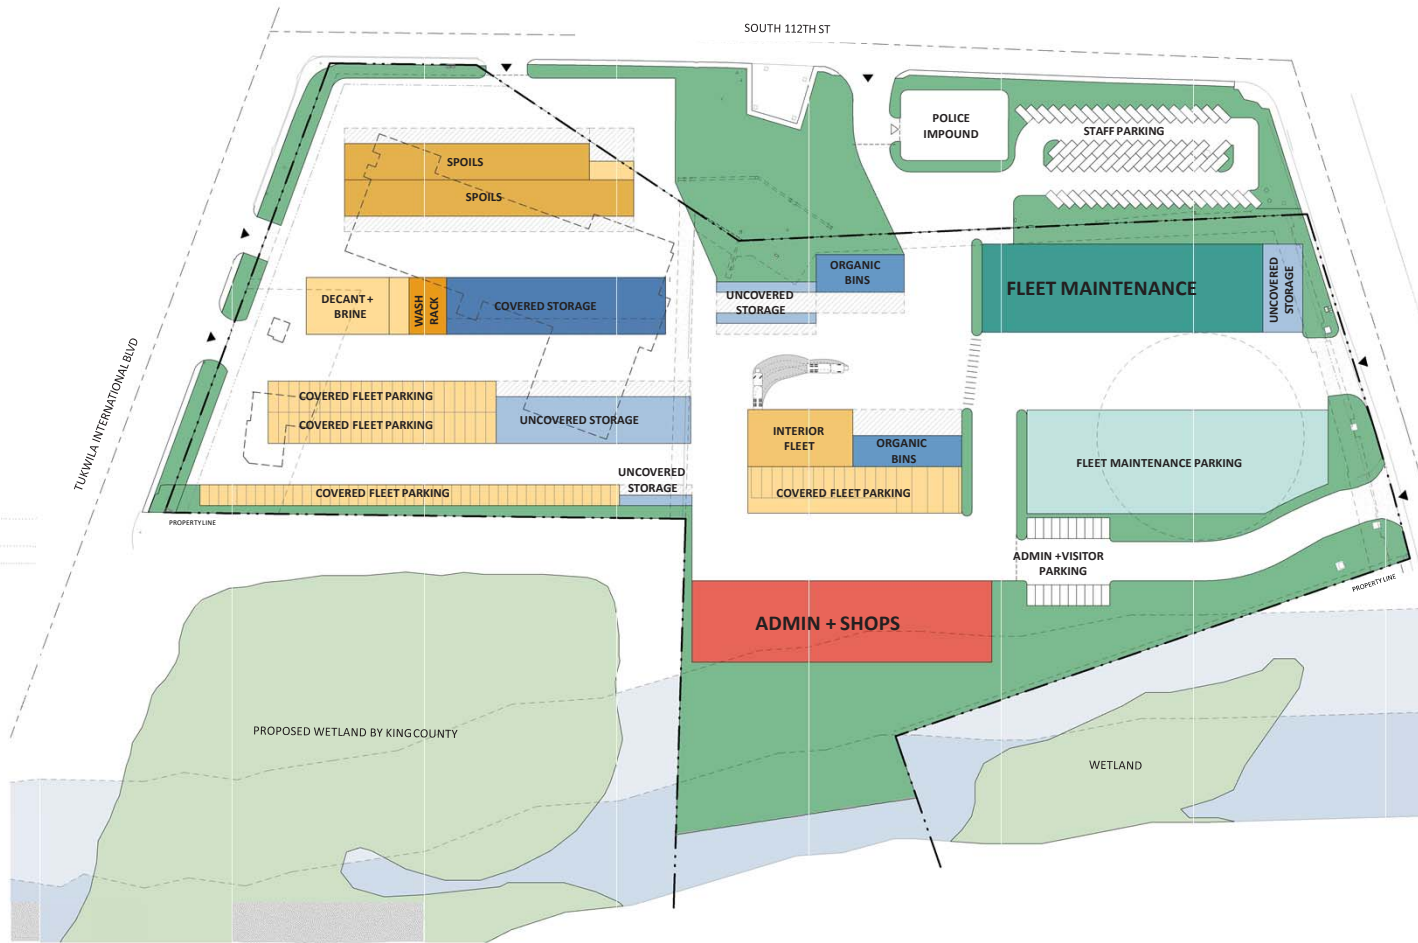 SOUTH 112TH ST
POLICE
IMPOUND
STAFF PARKING
SPOILS
SPOILS
ORGANIC
BINS
UNCOVERED
STORAGE
FLEET MAINTENANCE
UNCOVERED
STORAGE
DECANT +
BRINE
WASH
RACK
COVERED STORAGE
TUKWILA INTERNATIONAL BLVD
COVERED FLEET PARKING
COVERED FLEET PARKING
UNCOVERED STORAGE
INTERIOR
FLEET
ORGANIC
BINS
FLEET MAINTENANCE PARKING
UNCOVERED
STORAGE
COVERED FLEET PARKING
COVERED FLEET PARKING
PROPERTY LINE
ADMIN +VISITOR
PARKING
PROPERTY LINE
ADMIN + SHOPS
PROPOSED WETLAND BY KING COUNTY
WETLAND